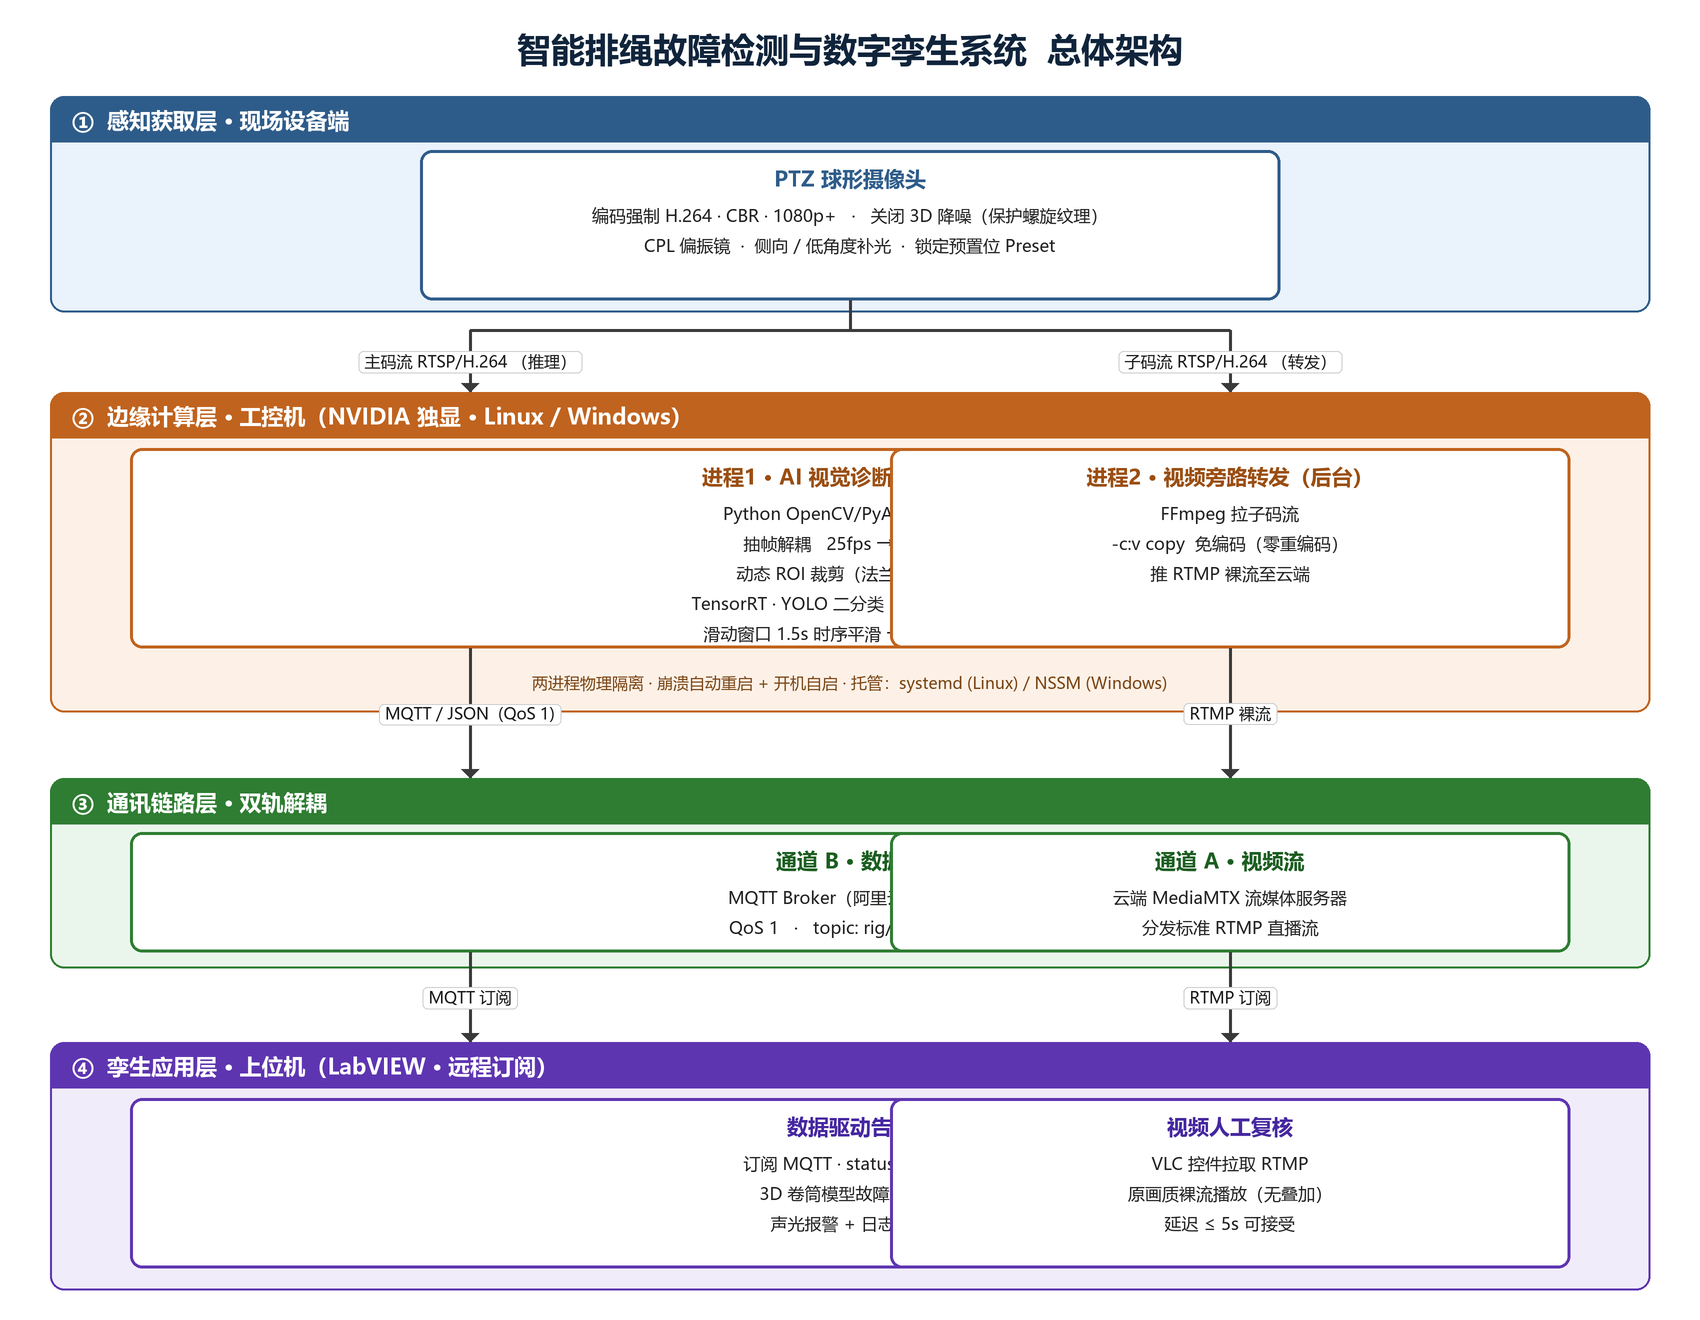 智能排绳故障检测与数字孪生系统 总体架构
① 感知获取层 • 现场设备端
PTZ 球形摄像头
编码强制 H.264 · CBR · 1080p+ · 关闭 3D 降噪（保护螺旋纹理）
CPL 偏振镜 · 侧向 / 低角度补光 · 锁定预置位 Preset
主码流 RTSP/H.264 （推理）
子码流 RTSP/H.264 （转发）
② 边缘计算层 • 工控机（NVIDIA 独显 • Linux / Windows）
进程1 • AI 视觉诊断
Python OpenCV/PyA
抽帧解耦 25fps
动态 ROI 裁剪（法兰
TensorRT · YOLO 二分类
滑动窗口 1.5s 时序平滑
进程2 • 视频旁路转发（后台）
FFmpeg 拉子码流
-c:v copy 免编码（零重编码）
推 RTMP 裸流至云端
两进程物理隔离 · 崩溃自动重启 + 开机自启 · 托管：systemd (Linux) / NSSM (Windows)
MQTT / JSON（QoS 1）
RTMP 裸流
③ 通讯链路层 • 双轨解耦
通道 B • 数
MQTT Broker（阿里
QoS 1 · topic: rig/
通道 A • 视频流
云端 MediaMTX 流媒体服务器
分发标准 RTMP 直播流
MQTT 订阅
RTMP 订阅
④ 孪生应用层 • 上位机（LabVIEW • 远程订阅）
数据驱动告
订阅 MQTT · status
3D 卷筒模型故障
声光报警 + 日志
视频人工复核
VLC 控件拉取 RTMP
原画质裸流播放（无叠加）
延迟 ≤ 5s 可接受